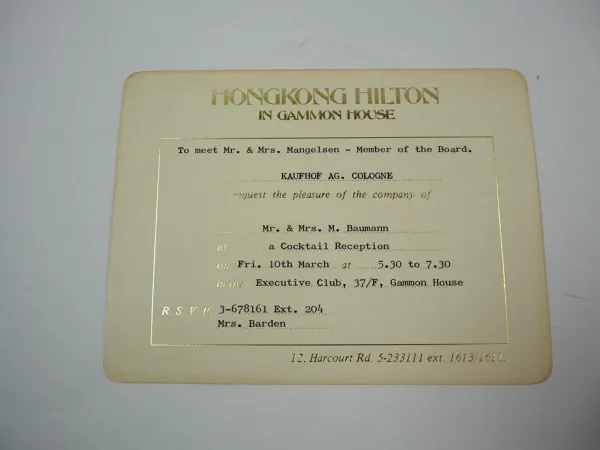 HONGKONG HILTON
IN GAMMON HOUSE
To meet Mr. & Mrs. Mangelsen - Member of the Board.
KAUFHOF AG. COLOGNE
request the pleasure of the company of
Mr. & Mrs. M. Baumann
at a Cocktail Reception
on Fri. 10th March at 5.30 to 7.30
Executive Club, 37/F, Gammon House
R.S.V.P. 3-678161 Ext. 204
Mrs. Barden
12, Harcourt Rd. 5-233111 ext.